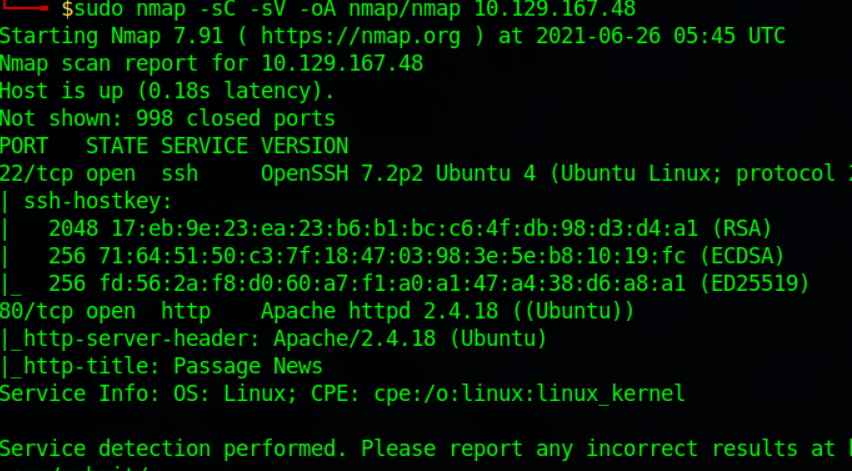 $sudo nmap -sC -sV -oA nmap/nmap 10.129.167.48
Starting Nmap 7.91 ( https://nmap.org ) at 2021-06-26 05:45 UTC
Nmap scan report for 10.129.167.48
Host is up (0.18s latency).
Not shown: 998 closed ports
PORT   STATE SERVICE VERSION
22/tcp open  ssh     OpenSSH 7.2p2 Ubuntu 4 (Ubuntu Linux; protocol
| ssh-hostkey:
|   2048 17:eb:9e:23:ea:23:b6:b1:bc:c6:4f:db:98:d3:d4:a1 (RSA)
|   256 71:64:51:50:c3:7f:18:47:03:98:3e:5e:b8:10:19:fc (ECDSA)
|_  256 fd:56:2a:f8:d0:60:a7:f1:a0:a1:47:a4:38:d6:a8:a1 (ED25519)
80/tcp open  http    Apache httpd 2.4.18 ((Ubuntu))
|_http-server-header: Apache/2.4.18 (Ubuntu)
|_http-title: Passage News
Service Info: OS: Linux; CPE: cpe:/o:linux:linux_kernel
Service detection performed. Please report any incorrect results at